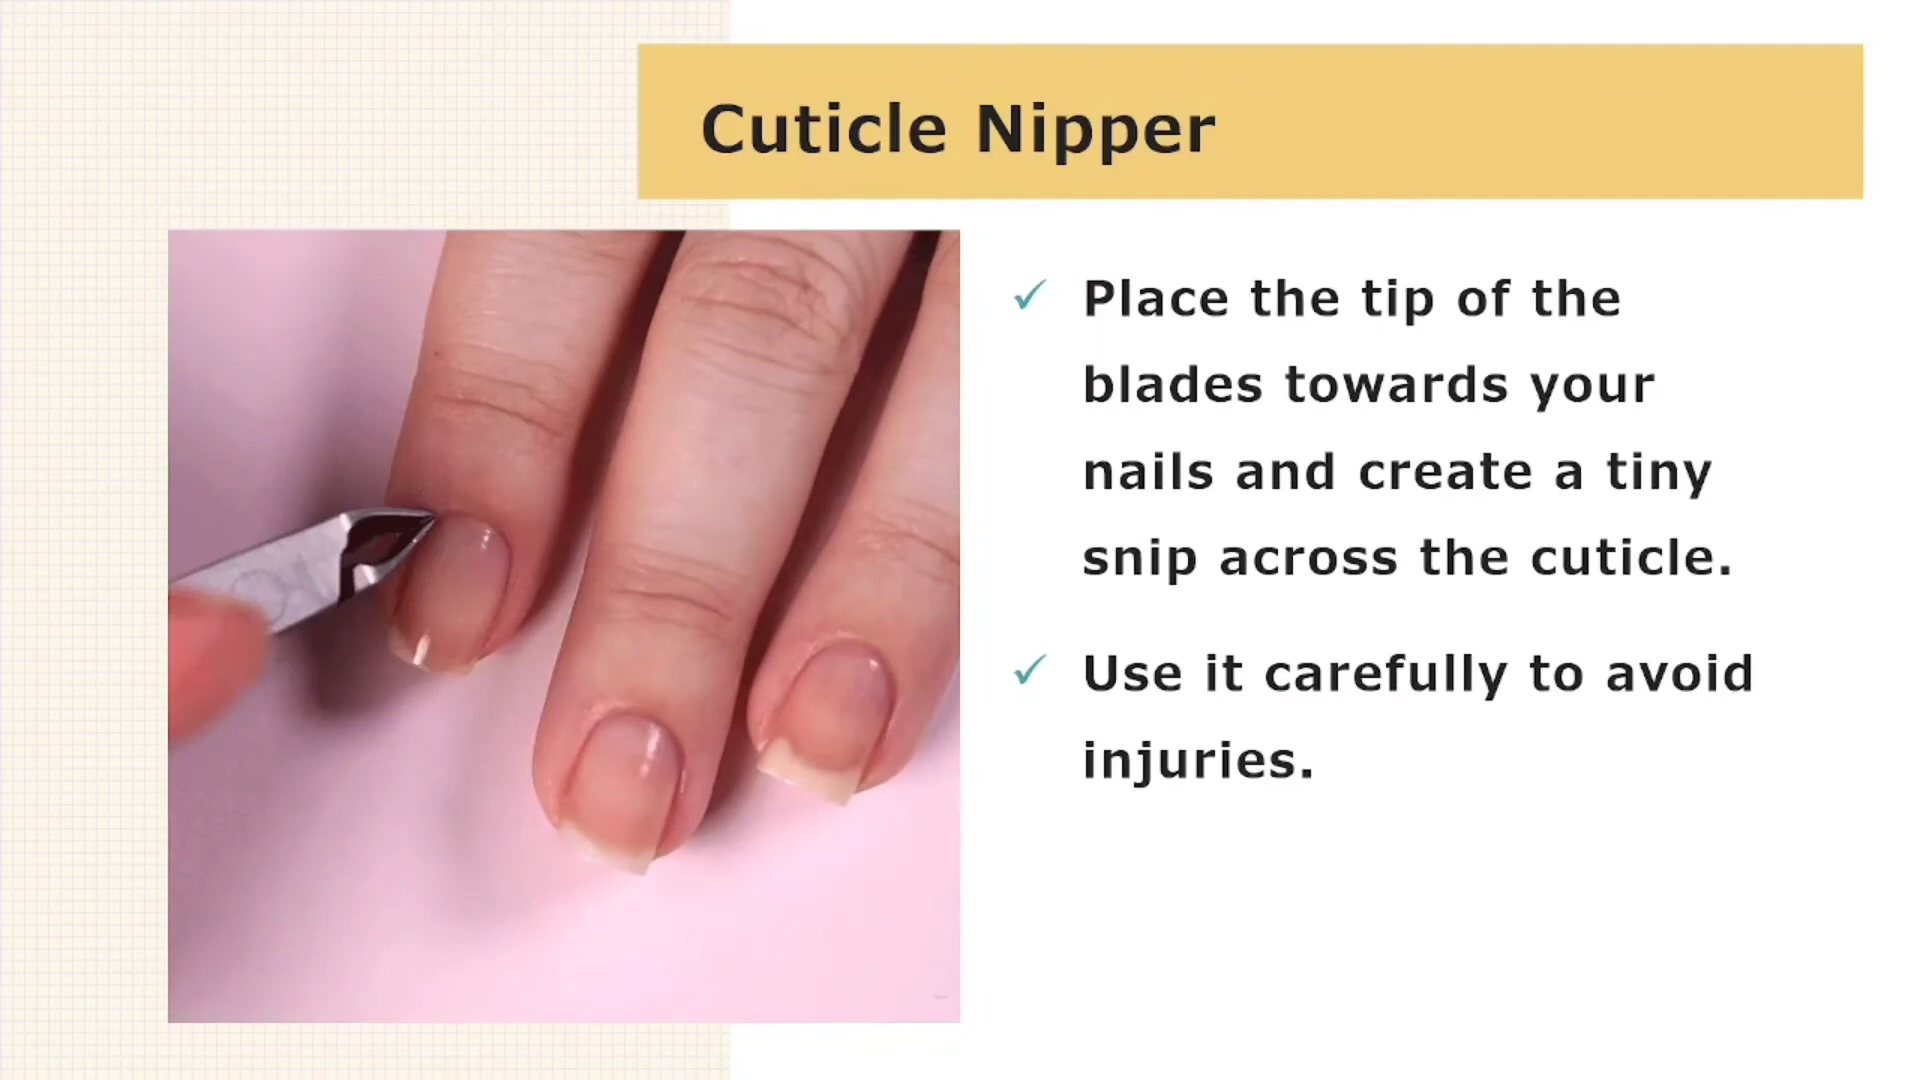 Cuticle Nipper
Place the tip of the
blades towards your
nails and create a tiny
snip across the cuticle.
Use it carefully to avoid
injuries.